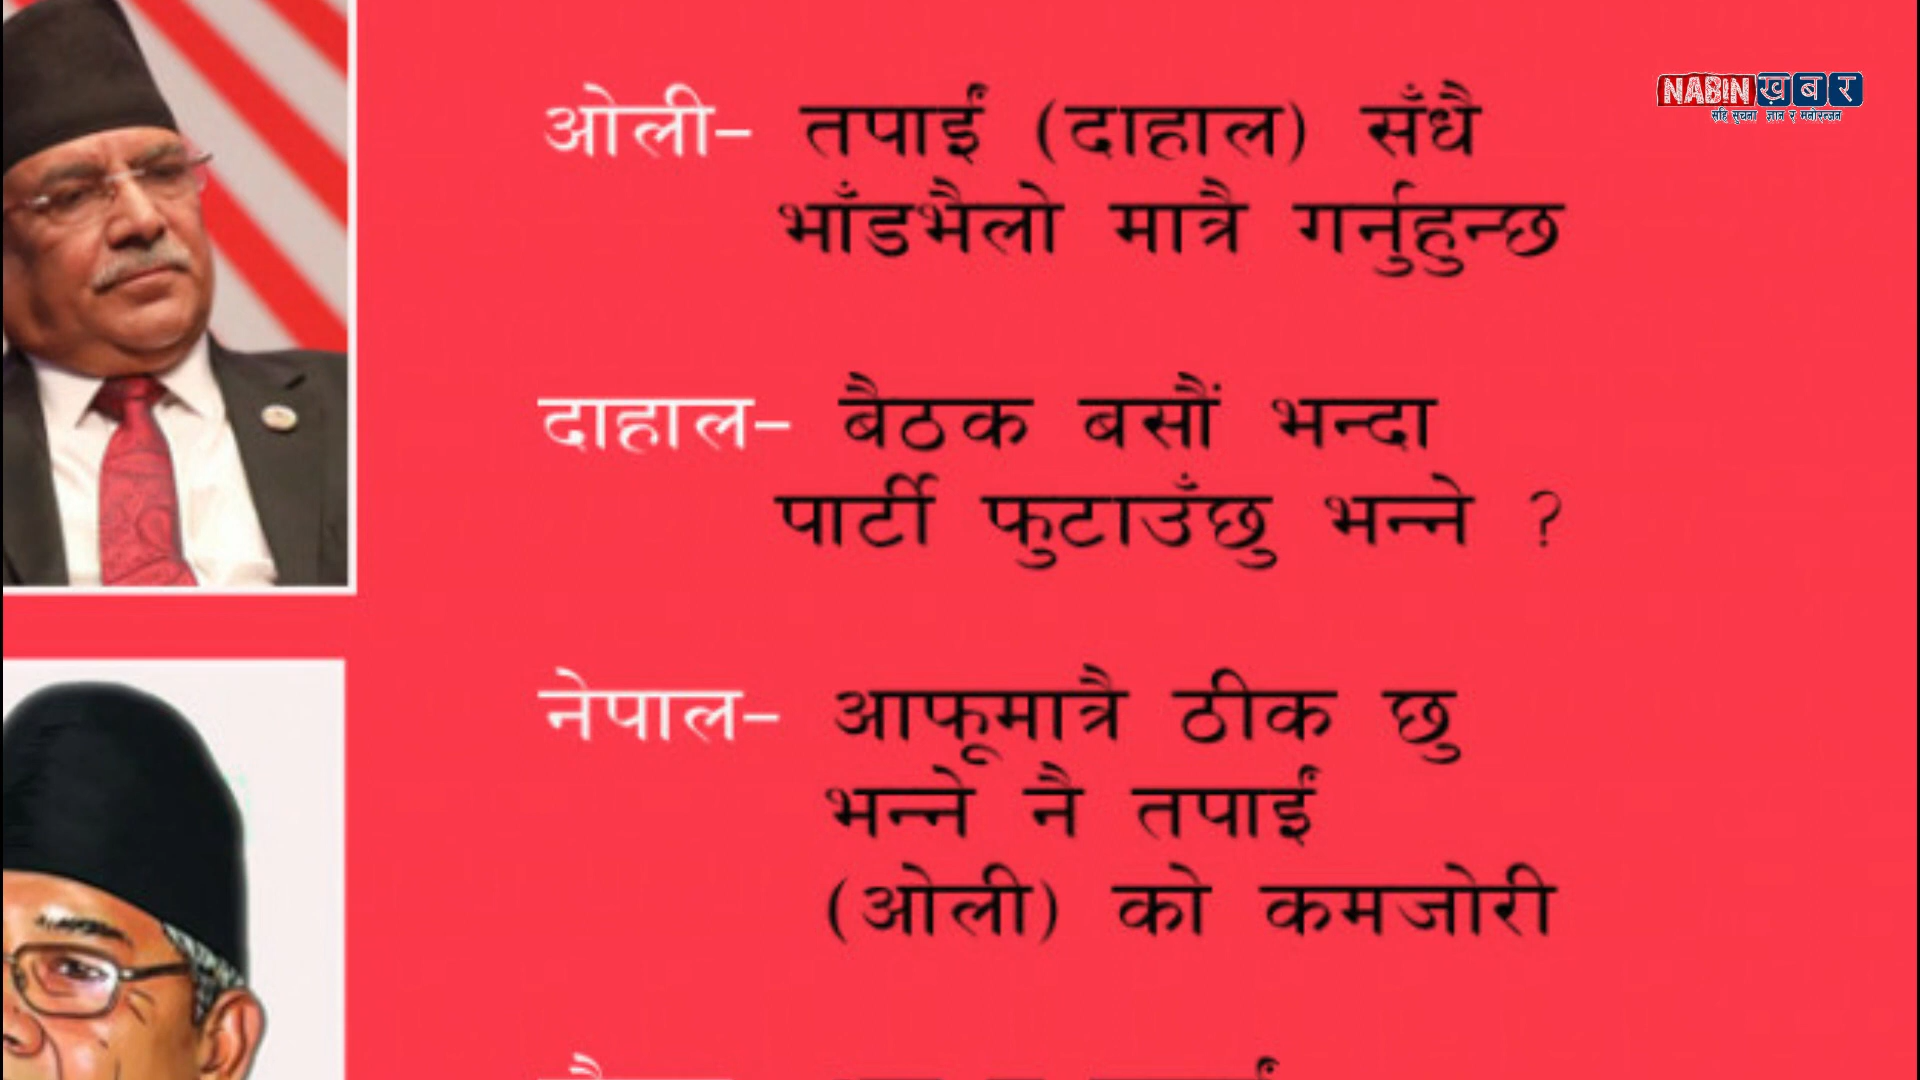 NABIN ख़बर
सहि सुचना ज्ञान र मनोरन्जन
ओली– तपाईं (दाहाल) सँधै
भाँडभैलो मात्रै गर्नुहुन्छ
दाहाल– बैठक बसौं भन्दा
पार्टी फुटाउँछु भन्ने ?
नेपाल– आफूमात्रै ठीक छु
भन्ने नै तपाईं
(ओली) को कमजोरी